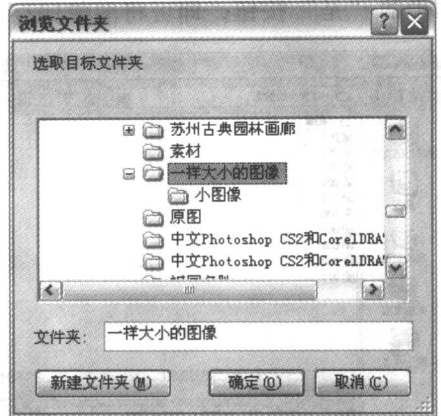 浏览文件夹
选取目标文件夹
苏州古典园林画廊
素材
一样大小的图像
小图像
原图
中文Photoshop CS2和CorelDRA
中文Photoshop CS2和CorelDRA
文件夹: 一样大小的图像
新建文件夹(M) 确定(O) 取消(C)